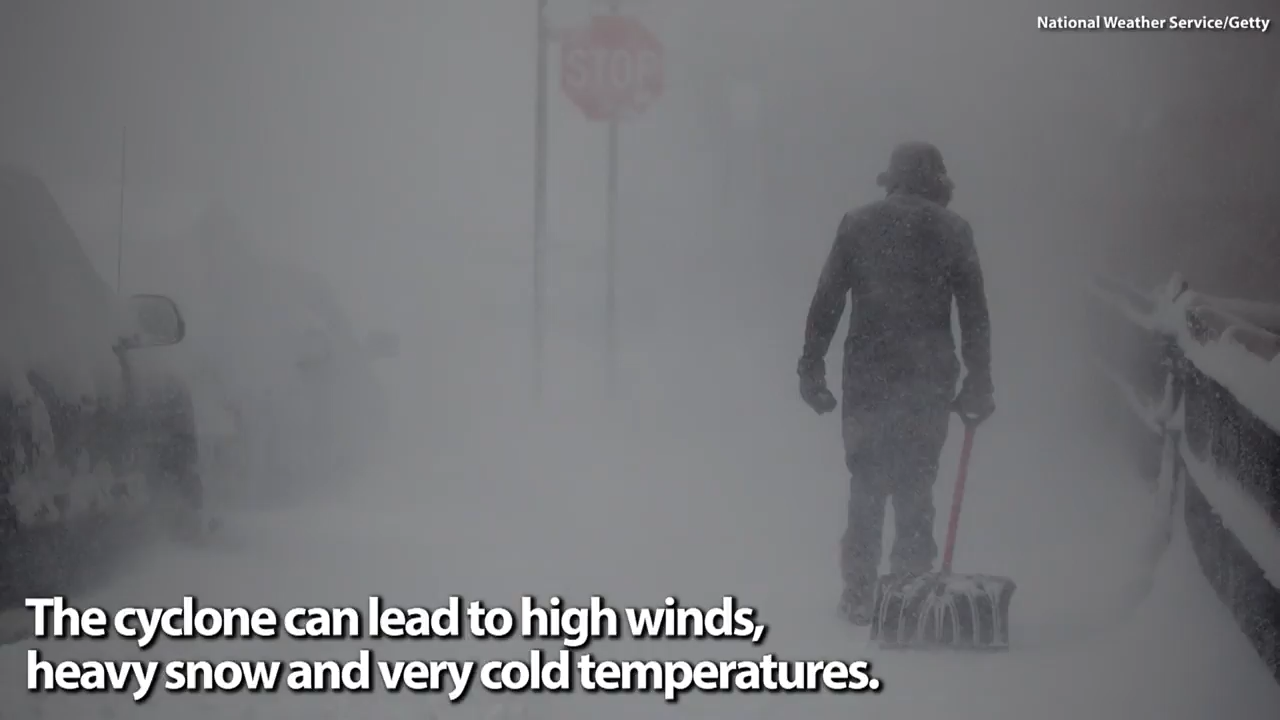 National Weather Service/Getty
STOP
The cyclone can lead to high winds,
heavy snow and very cold temperatures.